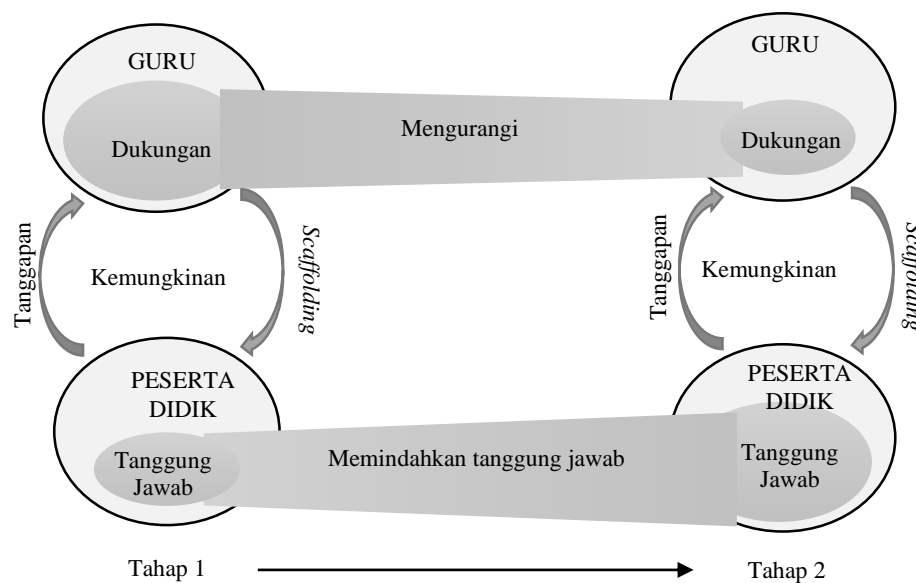 GURU
Dukungan
Mengurangi
GURU
Dukungan
Tanggapan
Kemungkinan
Scaffolding
Tanggapan
Kemungkinan
Scaffolding
PESERTA
DIDIK
Tanggung
Jawab
Memindahkan tanggung jawab
PESERTA
DIDIK
Tanggung
Jawab
Tahap 1
Tahap 2